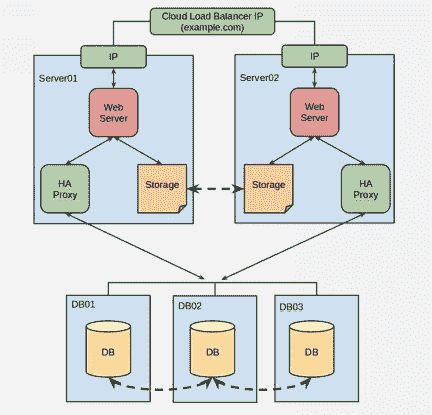 Cloud Load Balancer IP
(example.com)
IP
IP
Server01
Server02
Web
Server
Web
Server
HA
Proxy
Storage
Storage
HA
Proxy
DB01
DB02
DB03
DB
DB
DB